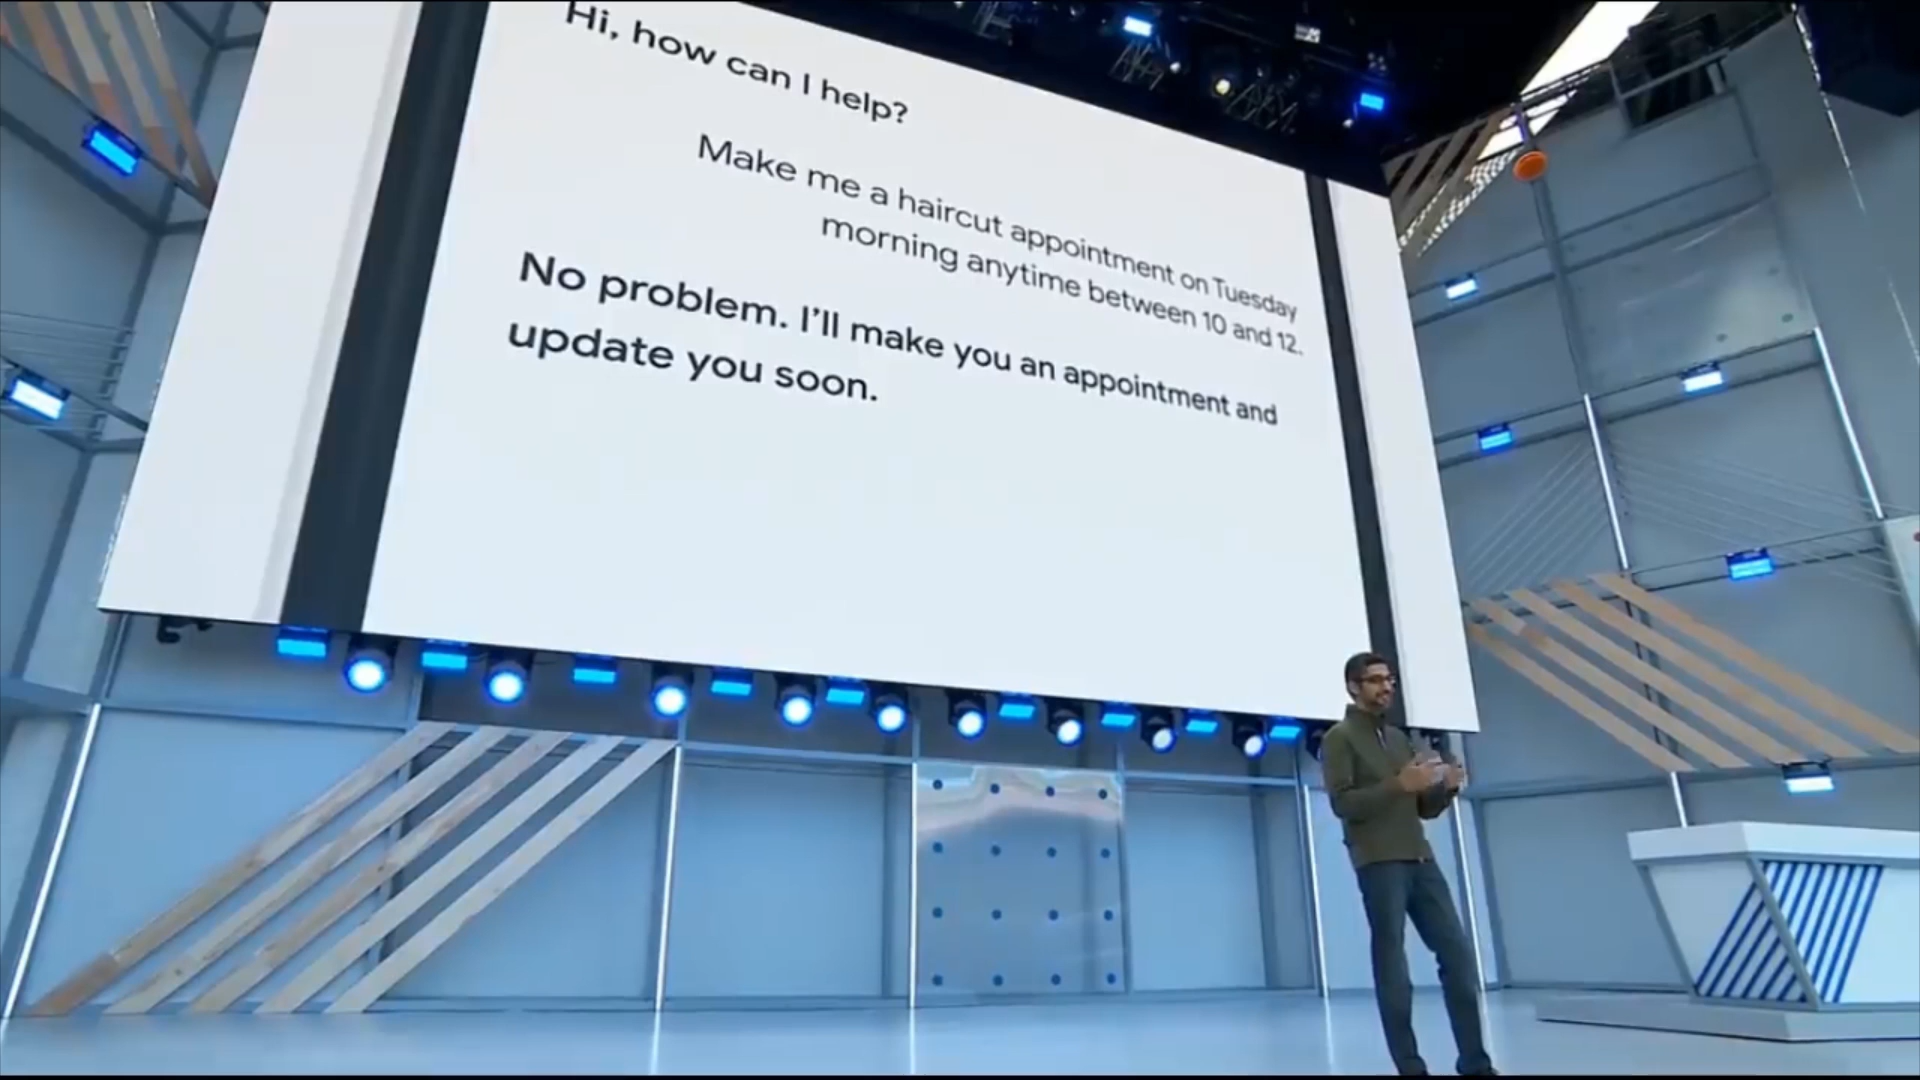 Hi, how can I help?
Make me a haircut appointment on Tuesday
morning anytime between 10 and 12.
No problem. I'll make you an appointment and
update you soon.